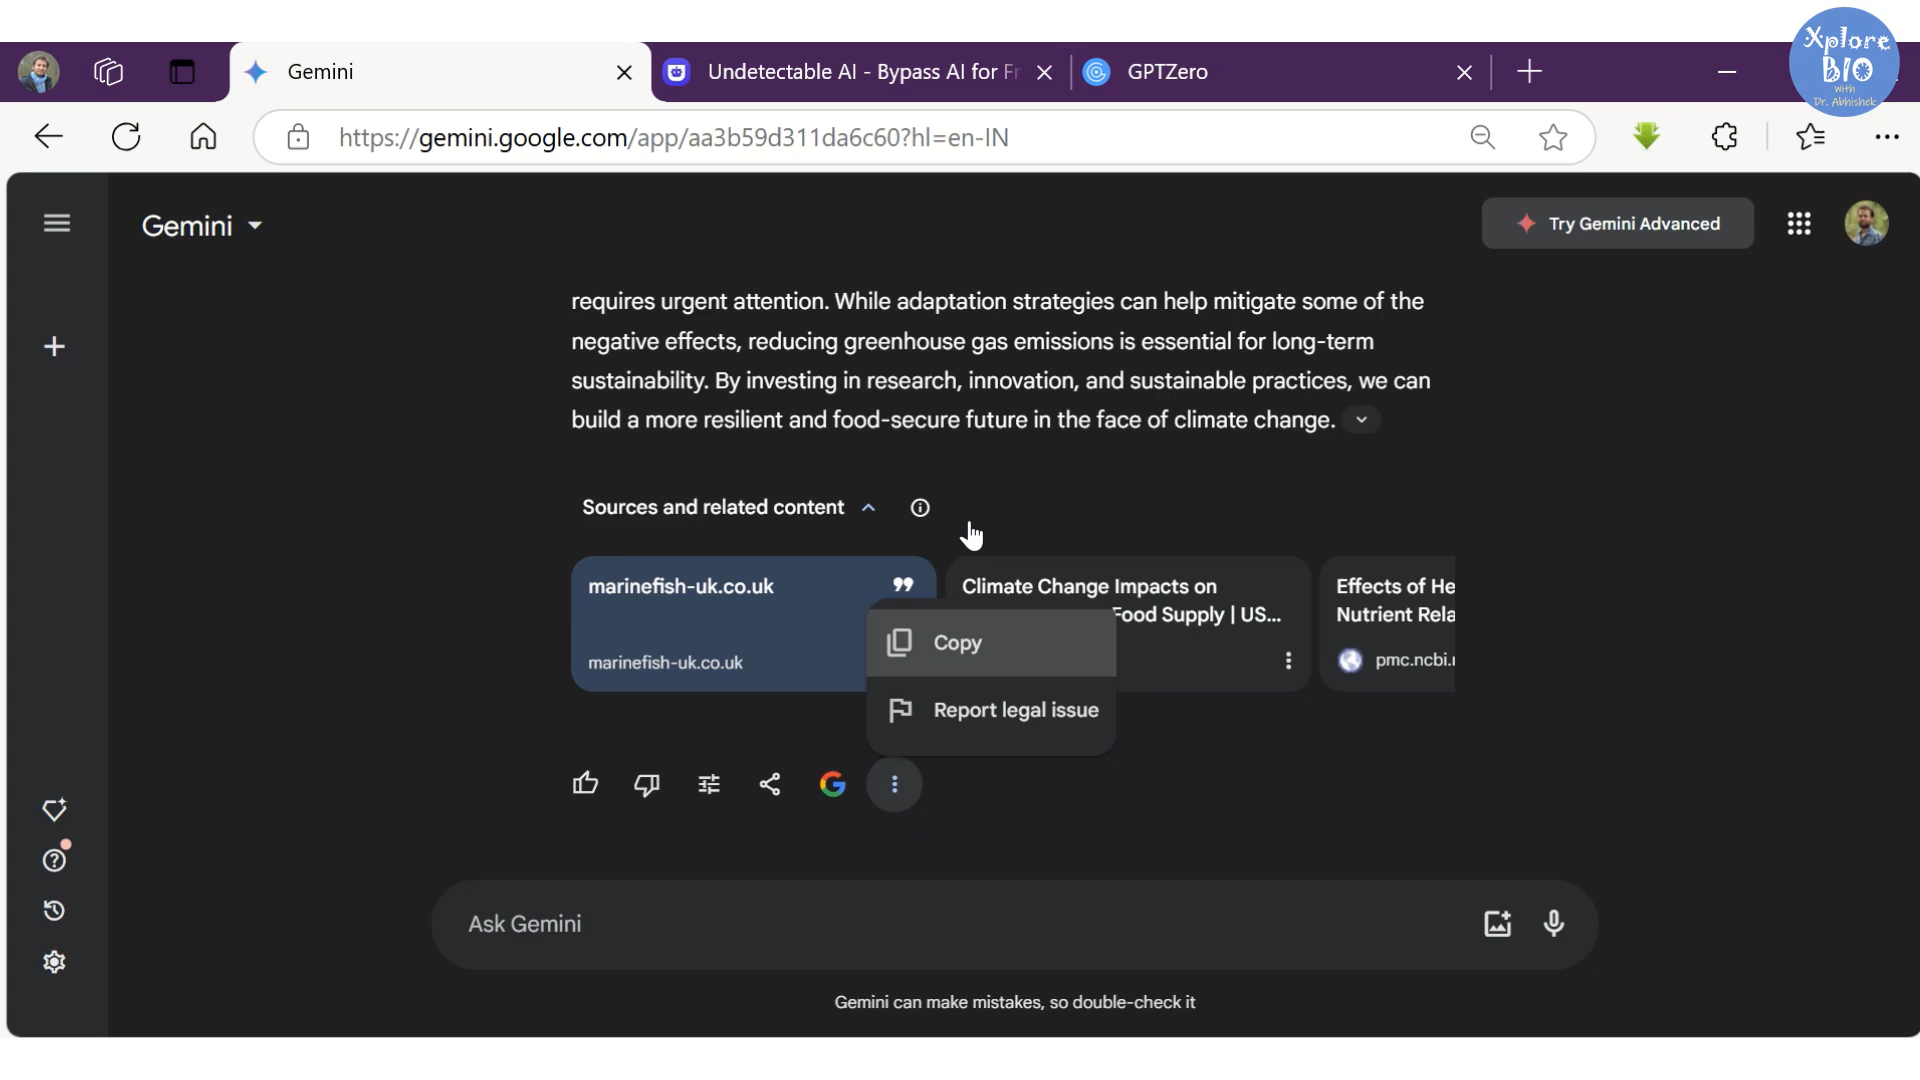 Xplore
BIO
with
Dr. Abhishek
Gemini
Undetectable AI - Bypass AI for Fr
GPTZero
https://gemini.google.com/app/aa3b59d311da6c60?hl=en-IN
Gemini
Try Gemini Advanced
requires urgent attention. While adaptation strategies can help mitigate some of the
negative effects, reducing greenhouse gas emissions is essential for long-term
sustainability. By investing in research, innovation, and sustainable practices, we can
build a more resilient and food-secure future in the face of climate change.
Sources and related content
marinefish-uk.co.uk
marinefish-uk.co.uk
Climate Change Impacts on
Food Supply | US...
Effects of He
Nutrient Rela
pmc.ncbi.
Copy
Report legal issue
Ask Gemini
Gemini can make mistakes, so double-check it